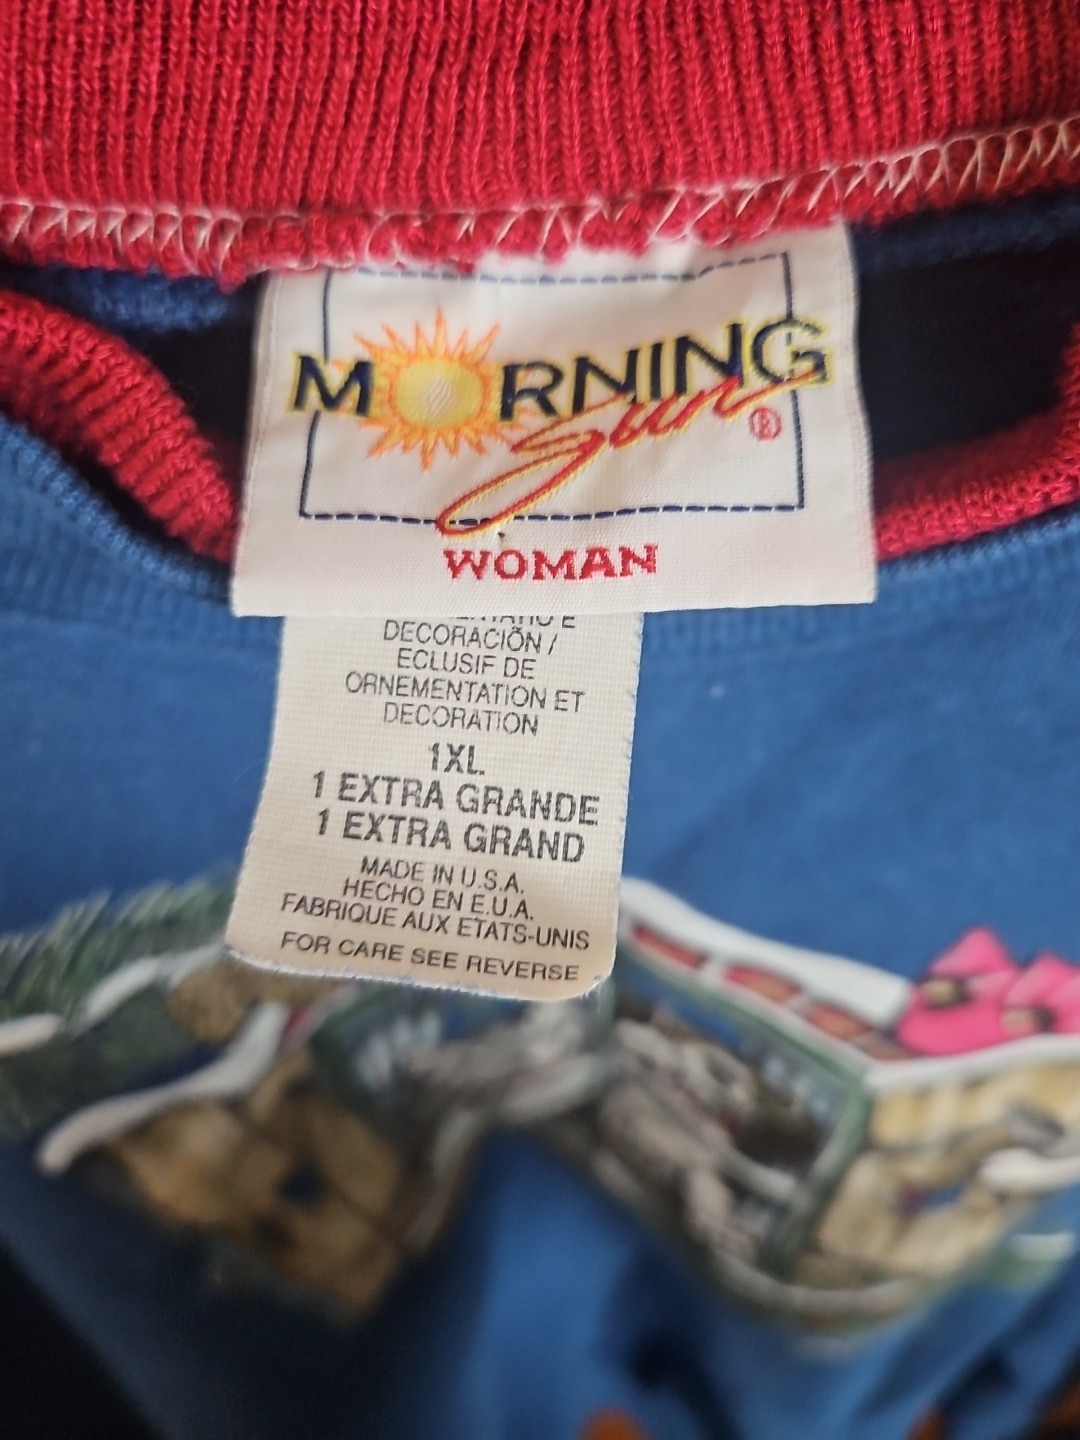 MORNING
Sun ®
WOMAN
DECORACIÕN /
ECLUSIF DE
ORNEMENTATION ET
DECORATION
1XL
1 EXTRA GRANDE
1 EXTRA GRAND
MADE IN U.S.A.
HECHO EN E.U.A.
FABRIQUE AUX ETATS-UNIS
FOR CARE SEE REVERSE